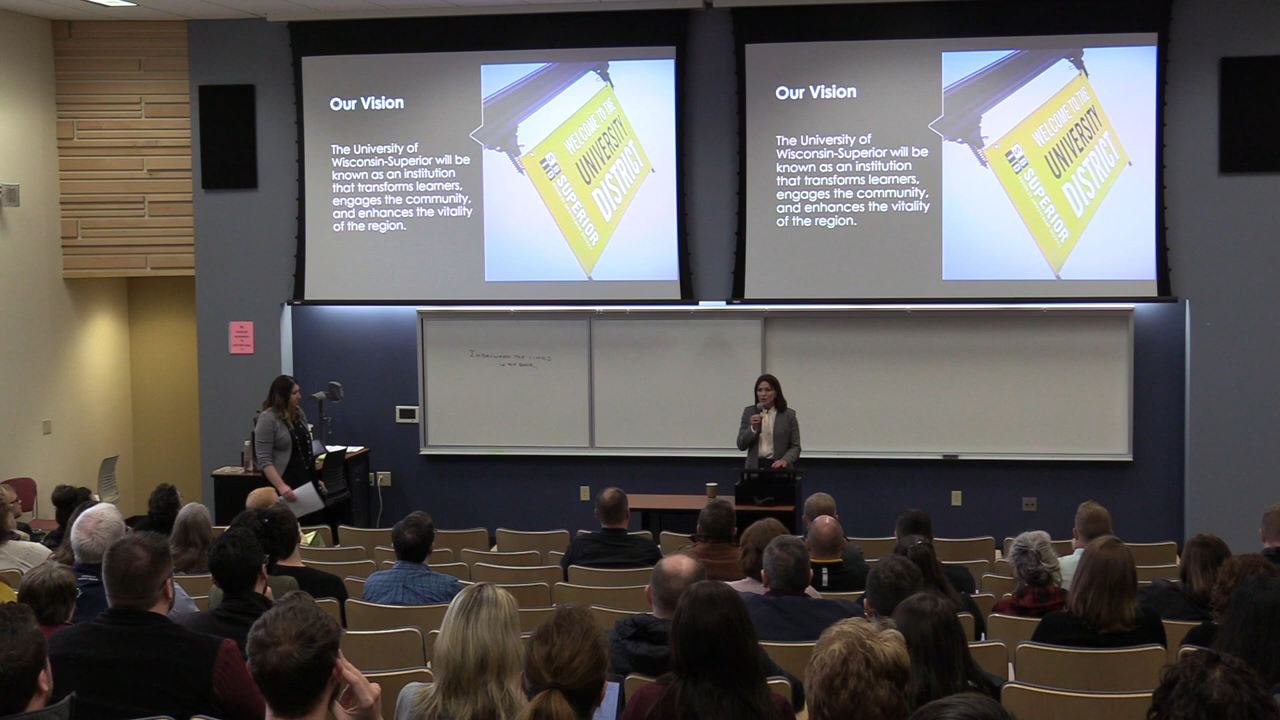 Our Vision
The University of
Wisconsin-Superior will be
known as an institution
that transforms learners,
engages the community,
and enhances the vitality
of the region.
WELCOME TO THE
UNIVERSITY
DISTRICT
SUPERIOR
Our Vision
The University of
Wisconsin-Superior will be
known as an institution
that transforms learners,
engages the community,
and enhances the vitality
of the region.
WELCOME TO THE
UNIVERSITY
DISTRICT
SUPERIOR